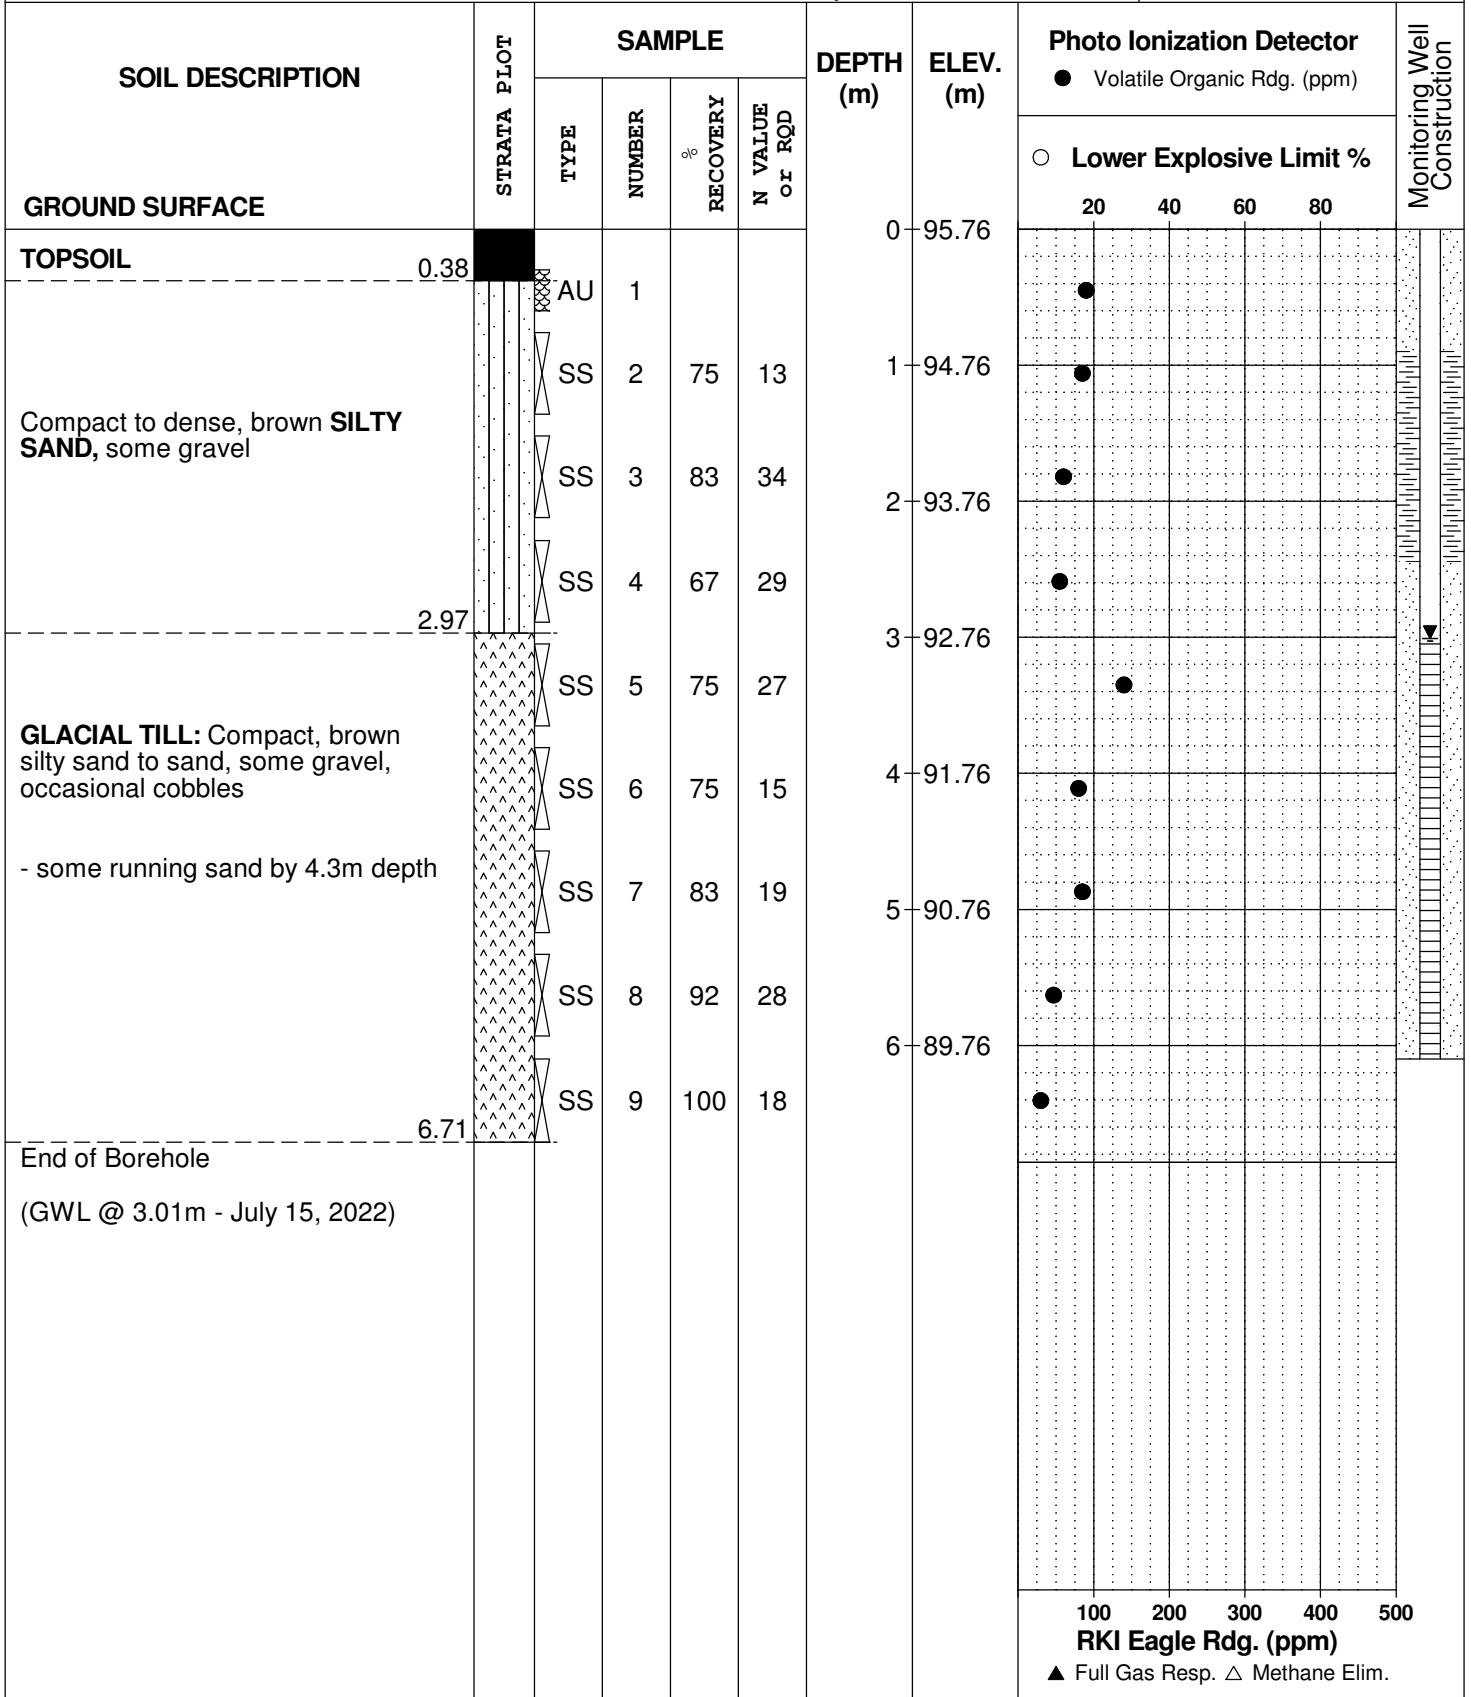 SOIL DESCRIPTION
GROUND SURFACE
STRATA PLOT
SAMPLE
TYPE
NUMBER
%
RECOVERY
N VALUE
or RQD
DEPTH
(m)
ELEV.
(m)
Photo Ionization Detector
● Volatile Organic Rdg. (ppm)
○ Lower Explosive Limit %
20 40 60 80
Monitoring Well
Construction
0 95.76
TOPSOIL
0.38
AU 1
1 94.76
SS 2 75 13
Compact to dense, brown SILTY
SAND, some gravel
SS 3 83 34
2 93.76
SS 4 67 29
2.97
3 92.76
SS 5 75 27
GLACIAL TILL: Compact, brown
silty sand to sand, some gravel,
occasional cobbles
4 91.76
SS 6 75 15
- some running sand by 4.3m depth
SS 7 83 19
5 90.76
SS 8 92 28
6 89.76
SS 9 100 18
6.71
End of Borehole
(GWL @ 3.01m - July 15, 2022)
100 200 300 400 500
RKI Eagle Rdg. (ppm)
▲ Full Gas Resp. △ Methane Elim.